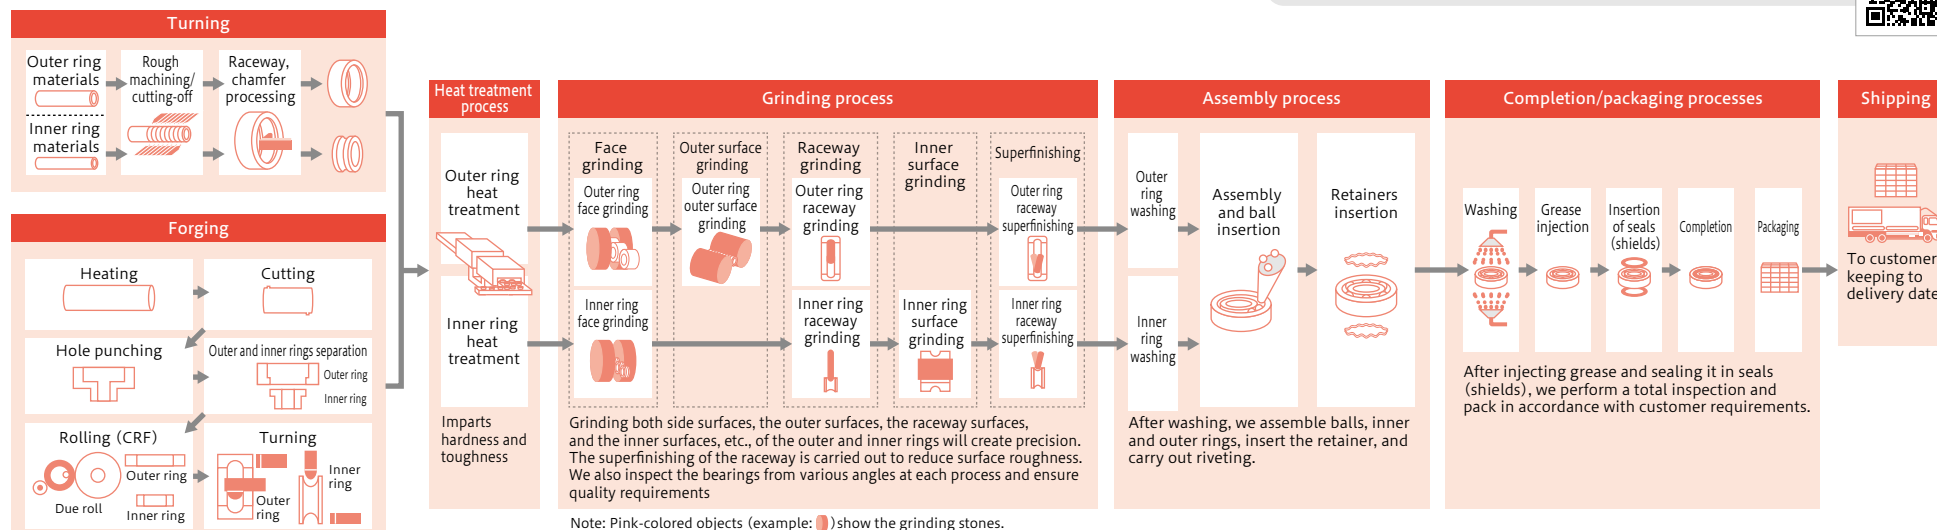 Turning
Outer ring
materials
Inner ring
materials
Rough
machining/
cutting-off
Raceway,
chamfer
processing
Forging
Heating
Cutting
Hole punching
Outer and inner rings separation
Outer ring
Inner ring
Rolling (CRF)
Due roll
Outer ring
Inner ring
Turning
Outer
ring
Inner
ring
Heat treatment
process
Outer ring
heat
treatment
Inner ring
heat
treatment
Imparts
hardness and
toughness
Grinding process
Face
grinding
Outer ring
face grinding
Inner ring
face grinding
Outer surface
grinding
Outer ring
outer surface
grinding
Raceway
grinding
Outer ring
raceway
grinding
Inner ring
raceway
grinding
Inner
surface
grinding
Inner ring
surface
grinding
Superfinishing
Outer ring
raceway
superfinishing
Inner ring
raceway
superfinishing
Grinding both side surfaces, the outer surfaces, the raceway surfaces,
and the inner surfaces, etc., of the outer and inner rings will create precision.
The superfinishing of the raceway is carried out to reduce surface roughness.
We also inspect the bearings from various angles at each process and ensure
quality requirements
Note: Pink-colored objects (example: ) show the grinding stones.
Assembly process
Outer
ring
washing
Inner
ring
washing
Assembly
and ball
insertion
Retainers
insertion
After washing, we assemble balls, inner
and outer rings, insert the retainer, and
carry out riveting.
Completion/packaging processes
Washing
Grease
injection
Insertion
of seals
(shields)
Completion
Packaging
After injecting grease and sealing it in seals
(shields), we perform a total inspection and
pack in accordance with customer requirements.
Shipping
To customer
keeping to
delivery date